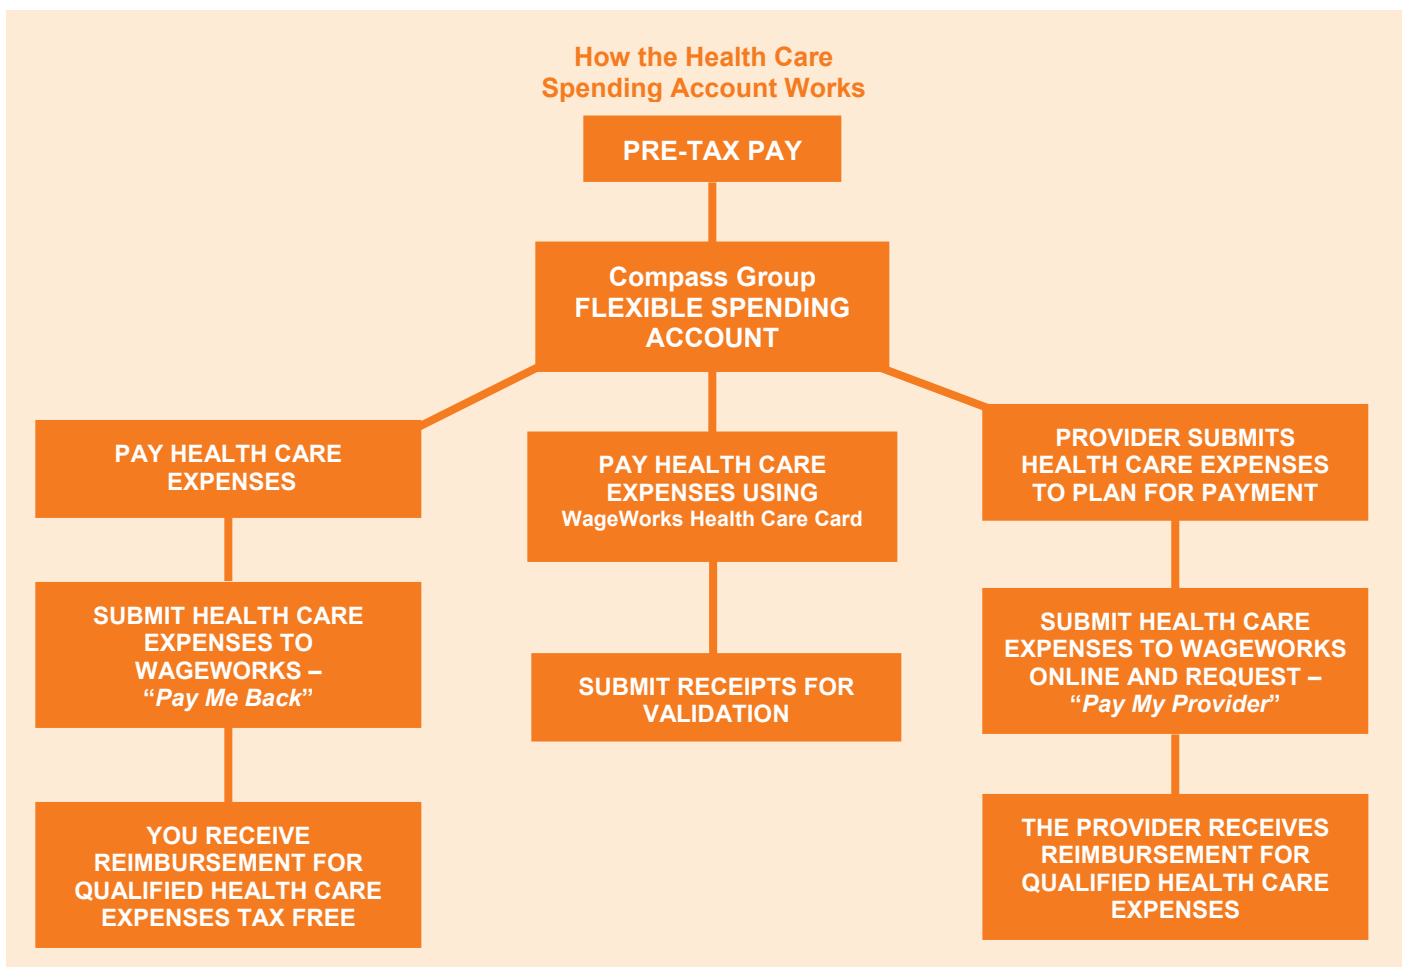 How the Health Care
Spending Account Works
PRE-TAX PAY
Compass Group
FLEXIBLE SPENDING
ACCOUNT
PAY HEALTH CARE
EXPENSES
SUBMIT HEALTH CARE
EXPENSES TO
WAGEWORKS –
“Pay Me Back”
YOU RECEIVE
REIMBURSEMENT FOR
QUALIFIED HEALTH CARE
EXPENSES TAX FREE
PAY HEALTH CARE
EXPENSES USING
WageWorks Health Care Card
SUBMIT RECEIPTS FOR
VALIDATION
PROVIDER SUBMITS
HEALTH CARE EXPENSES
TO PLAN FOR PAYMENT
SUBMIT HEALTH CARE
EXPENSES TO WAGEWORKS
ONLINE AND REQUEST –
“Pay My Provider”
THE PROVIDER RECEIVES
REIMBURSEMENT FOR
QUALIFIED HEALTH CARE
EXPENSES